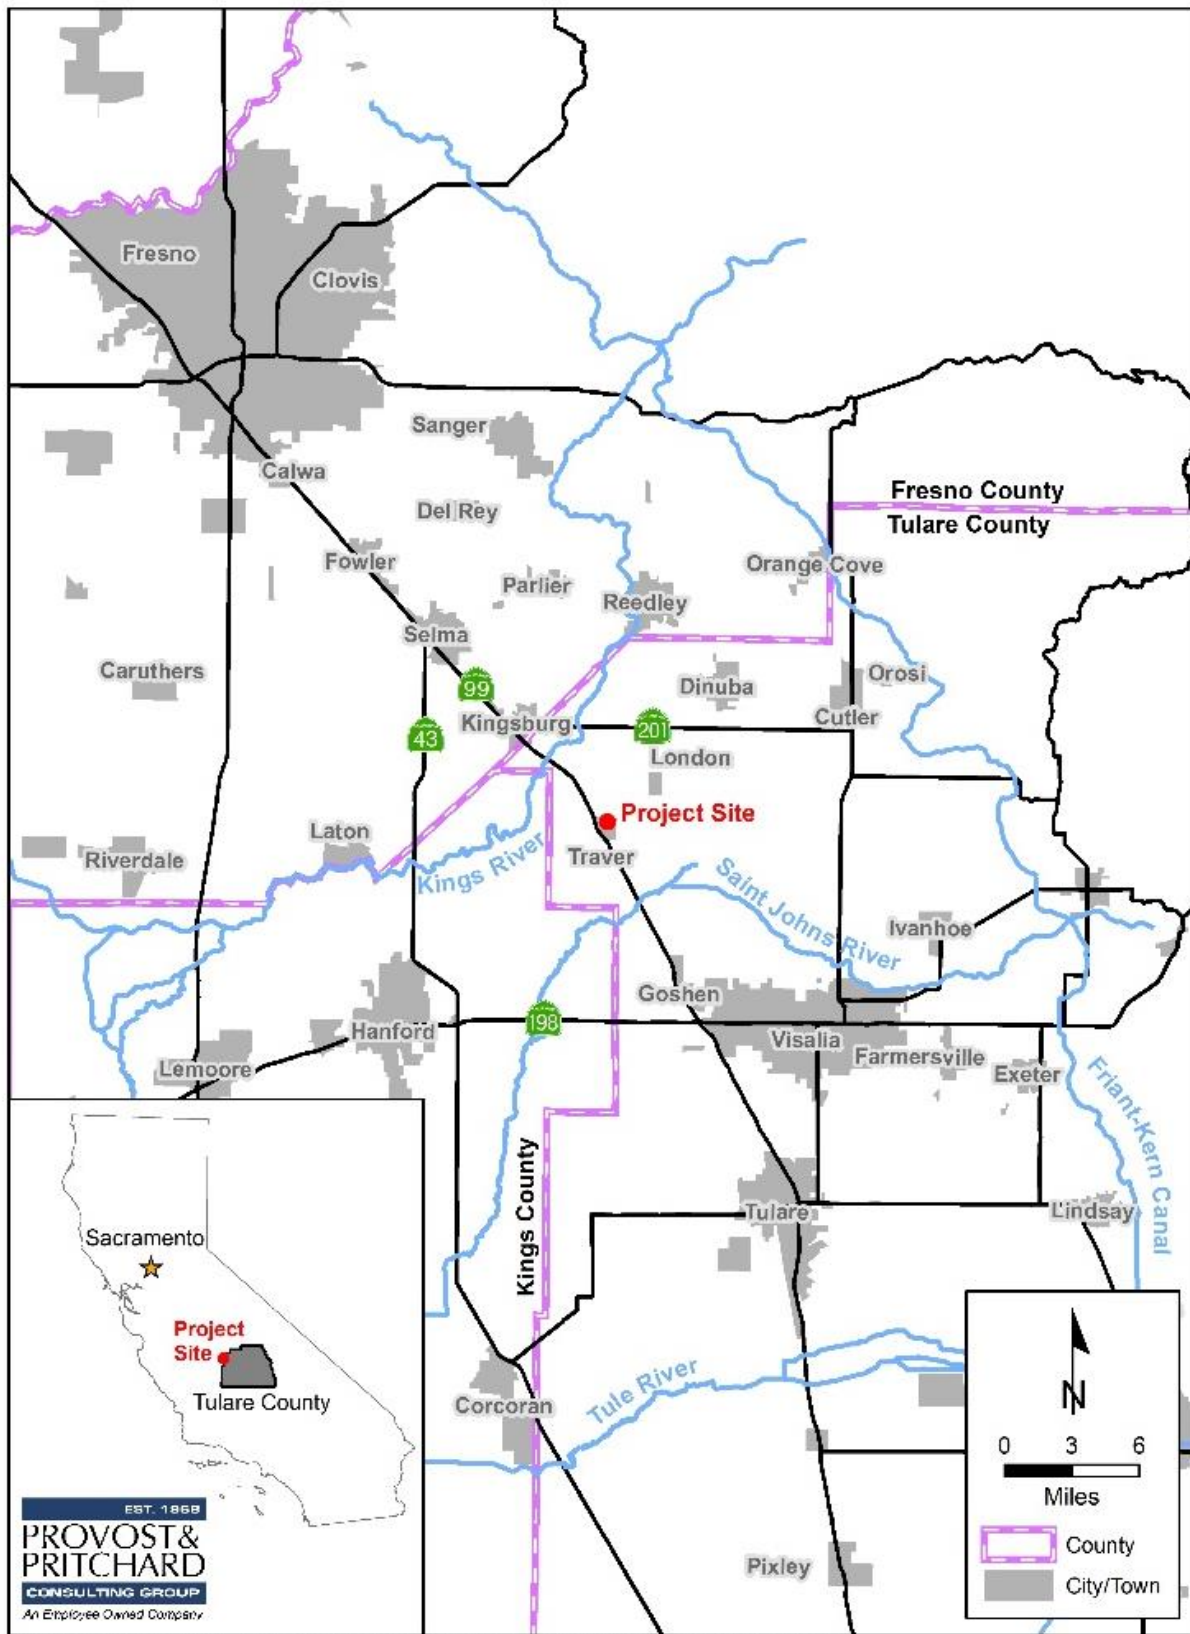 Fresno
Clovis
Sanger
Calwa
Del Rey
Fresno County
Tulare County
Fowler
Parlier
Orange Cove
Reedley
Selma
Caruthers
Orosi
Dinuba
99
Kingsburg
Cutler
43
201
London
Project Site
Laton
Riverdale
Traver
Kings River
Saint Johns River
Ivanhoe
Goshen
198
Hanford
Visalia
Farmersville
Lemoore
Exeter
Friant-Kern Canal
Kings County
Tulare
Lindsay
Sacramento
Project
Site
Tulare County
Corcoran
Tule River
Pixley
N
0 3 6
Miles
County
City/Town
EST. 1968
PROVOST&
PRITCHARD
CONSULTING GROUP
An Employee Owned Company